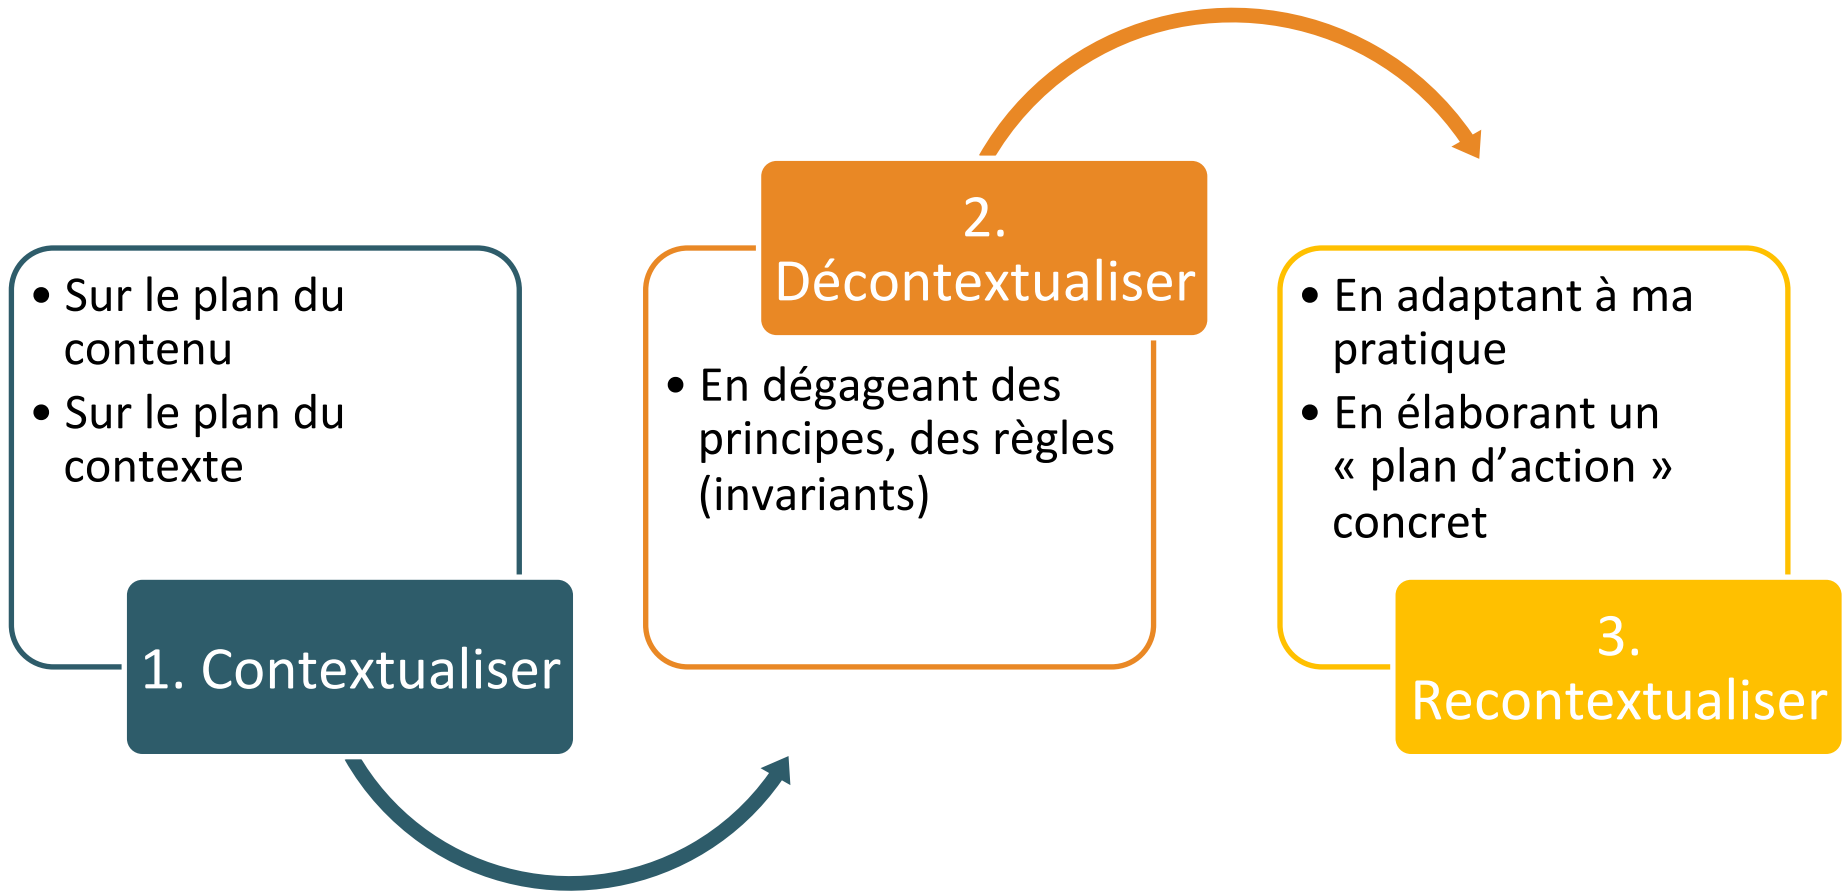 • Sur le plan du
contenu
• Sur le plan du
contexte
1. Contextualiser
2.
Décontextualiser
• En dégageant des
principes, des règles
(invariants)
• En adaptant à ma
pratique
• En élaborant un
« plan d’action »
concret
3.
Recontextualiser